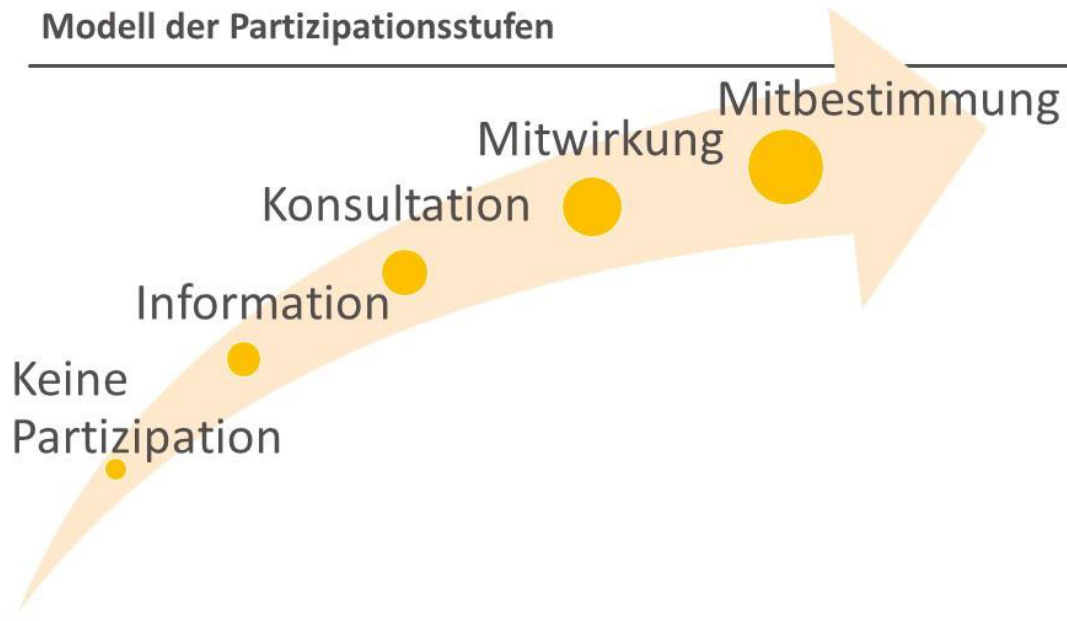 Modell der Partizipationsstufen
Mitbestimmung
Mitwirkung
Konsultation
Information
Keine
Partizipation